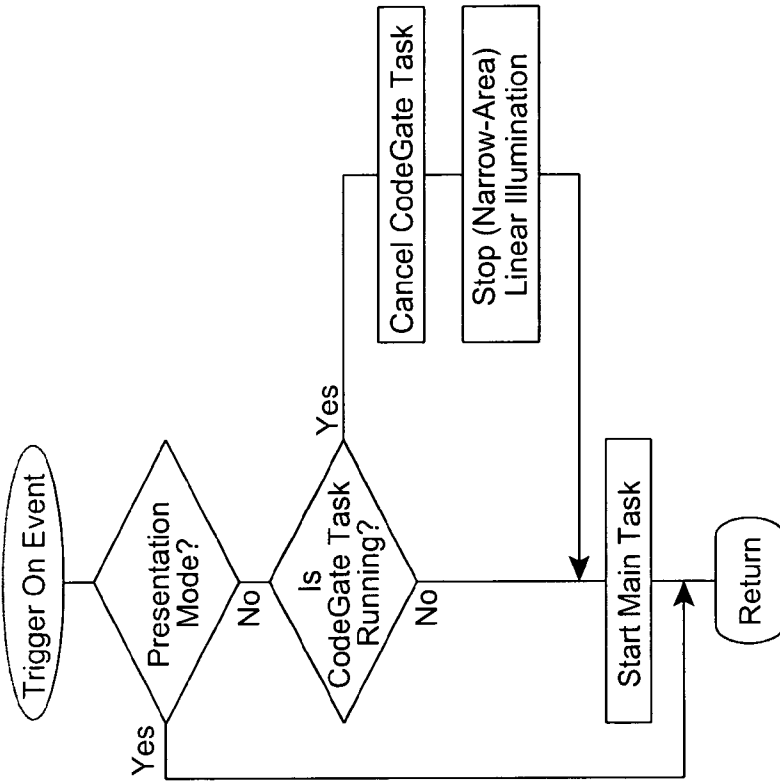 Trigger On Event
Presentation
Mode?
Yes
No
Is
CodeGate Task
Running?
Yes
No
Cancel CodeGate Task
Stop (Narrow-Area)
Linear Illumination
Start Main Task
Return